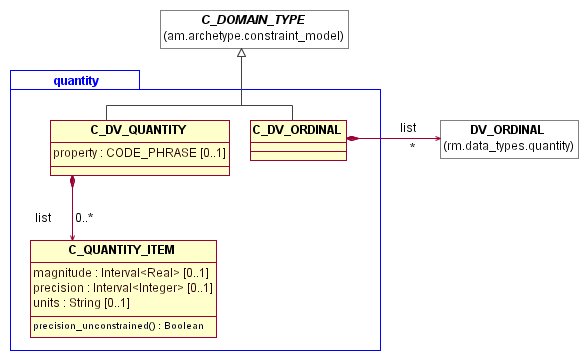 C_DOMAIN_TYPE
(am.archetype.constraint_model)
quantity
C_DV_QUANTITY
property : CODE_PHRASE [0..1]
C_DV_ORDINAL
list
*
DV_ORDINAL
(rm.data_types.quantity)
list
0..*
C_QUANTITY_ITEM
magnitude : Interval<Real> [0..1]
precision : Interval<Integer> [0..1]
units : String [0..1]
precision_unconstrained() : Boolean